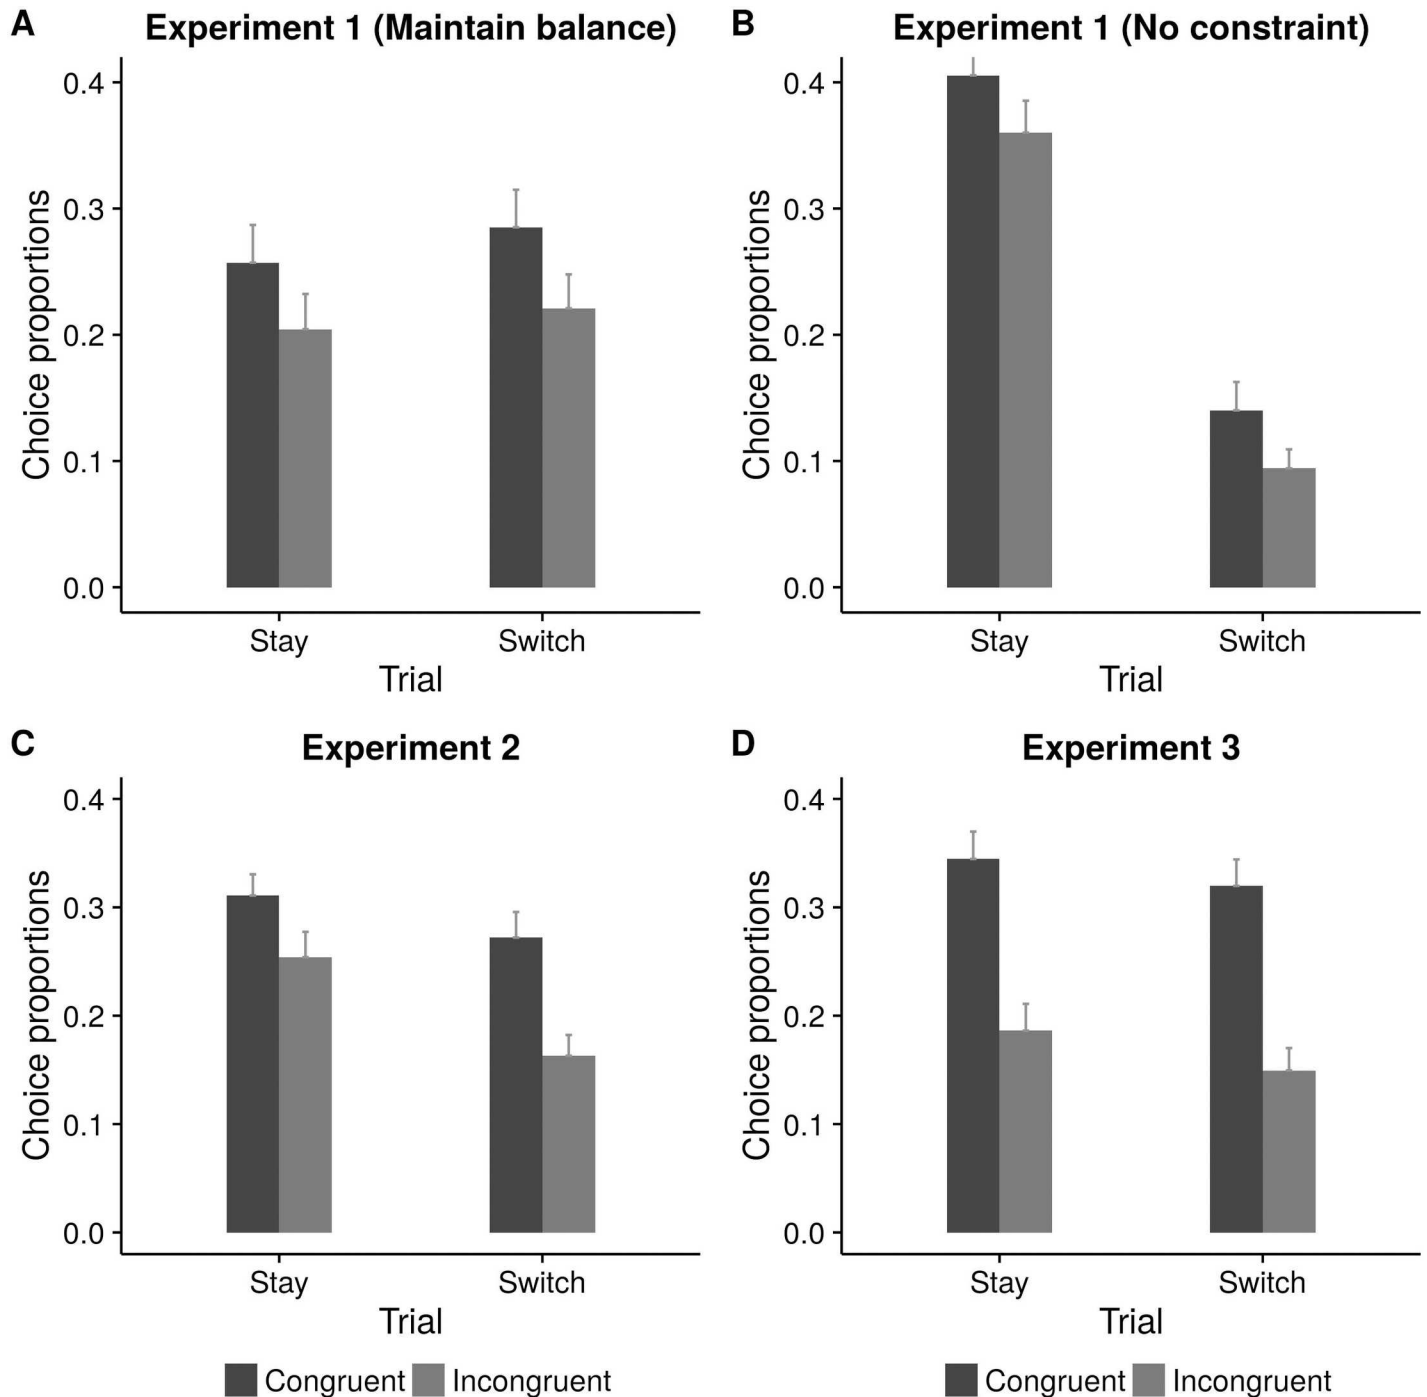 A
Experiment 1 (Maintain balance)
Choice proportions
0.4
0.3
0.2
0.1
0.0
Stay
Switch
Trial
B
Experiment 1 (No constraint)
Choice proportions
0.4
0.3
0.2
0.1
0.0
Stay
Switch
Trial
C
Experiment 2
Choice proportions
0.4
0.3
0.2
0.1
0.0
Stay
Switch
Trial
Congruent
Incongruent
D
Experiment 3
Choice proportions
0.4
0.3
0.2
0.1
0.0
Stay
Switch
Trial
Congruent
Incongruent